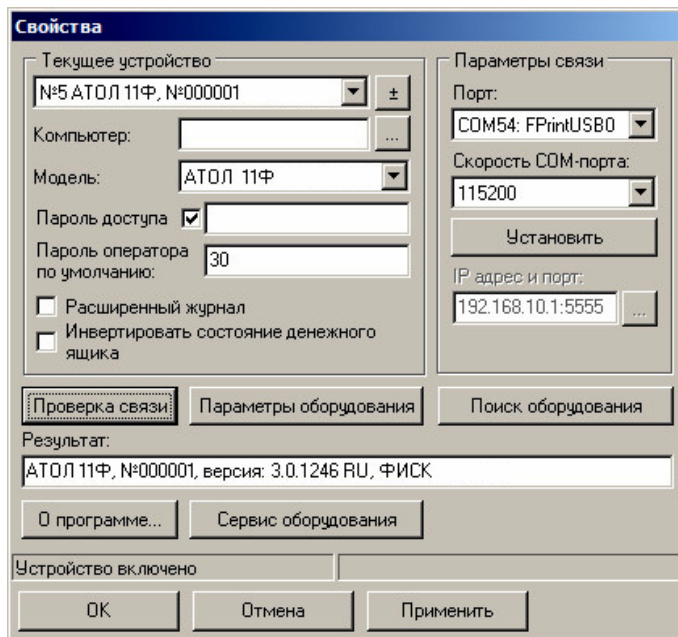 Свойства
Текущее устройство
№5 АТОЛ 11Ф, №000001
±
Компьютер:
...
Модель:
АТОЛ 11Ф
Пароль доступа
Пароль оператора
по умолчанию:
30
Расширенный журнал
Инвертировать состояние денежного
ящика
Параметры связи
Порт:
COM54: FPrintUSB0
Скорость COM-порта:
115200
Установить
IP адрес и порт:
192.168.10.1:5555
...
Проверка связи
Параметры оборудования
Поиск оборудования
Результат:
АТОЛ 11Ф, №000001, версия: 3.0.1246 RU, ФИСК
О программе...
Сервис оборудования
Устройство включено
OK
Отмена
Применить